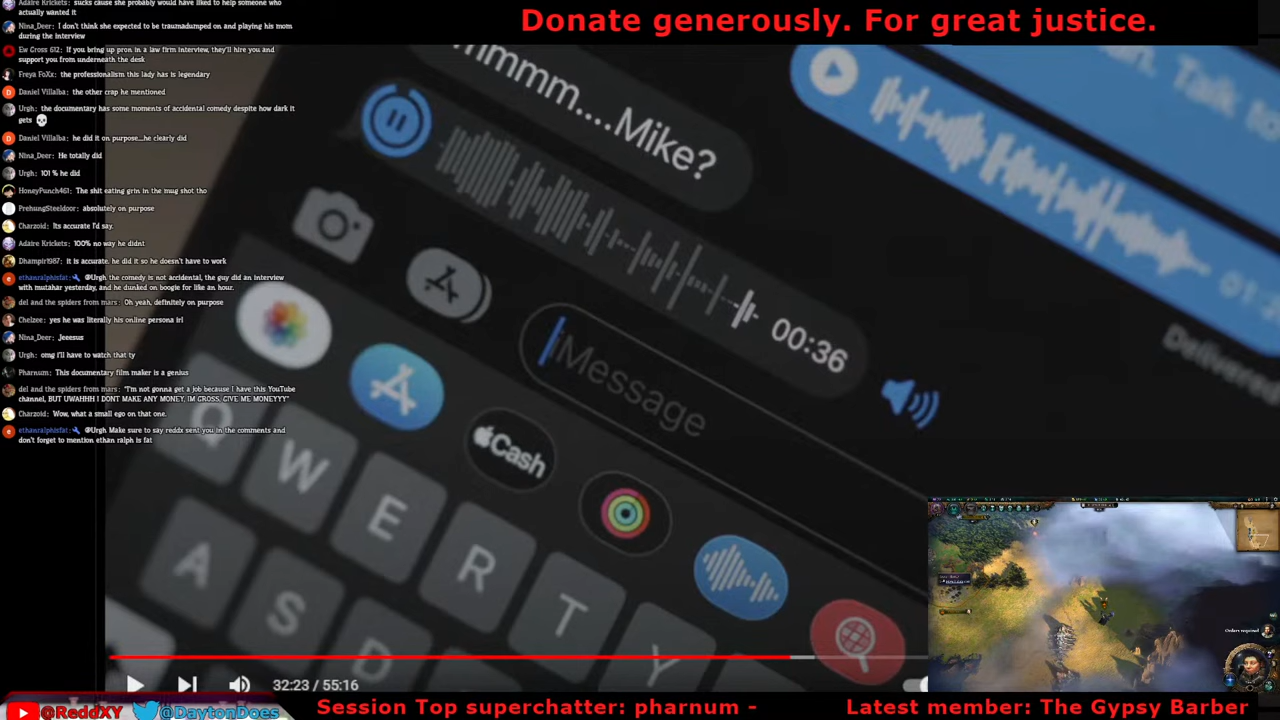 Adaire Krickets: sucks cause she probably would have liked to help someone who
actually wanted it
Nina_Deer: I don't think she expected to be traumadumped on and playing his mom
during the interview
Ew Gross 612: If you bring up pron in a law firm interview, they'll hire you and
support you from underneath the desk
Freya FoXx: the professionalism this lady has is legendary
Daniel Villalba: the other crap he mentioned
Urgh: the documentary has some moments of accidental comedy despite how dark it
gets
Daniel Villalba: he did it on purpose...he clearly did
Nina_Deer: He totally did
Urgh: 101 % he did
HoneyPunch461: The shit eating grin in the mug shot tho
PrehungSteeldoor: absolutely on purpose
Charzoid: Its accurate I'd say.
Adaire Krickets: 100% no way he didnt
Dhampir1987: it is accurate. he did it so he doesn't have to work
ethanralphisfat: @Urgh the comedy is not accidental, the guy did an interview
with mutahar yesterday, and he dunked on boogie for like an hour.
del and the spiders from mars: Oh yeah, definitely on purpose
Chelzee: yes he was literally his online persona irl
Nina_Deer: Jeeesus
Urgh: omg I'll have to watch that ty
Pharnum: This documentary film maker is a genius
del and the spiders from mars: "I'm not gonna get a job because I have this YouTube
channel, BUT UWAHHH I DONT MAKE ANY MONEY, IM GROSS, GIVE ME MONEYYY"
Charzoid: Wow, what a small ego on that one.
ethanralphisfat: @Urgh Make sure to say reddx sent you in the comments and
don't forget to mention ethan ralph is fat
Donate generously. For great justice.
Talk to
mmm....Mike?
00:36
Delivered
iMessage
Cash
Q W E R T Y
A S D
32:23 / 55:16
Orders required
@ReddXY
@DaytonDoes
Session Top superchatter: pharnum -
Latest member: The Gypsy Barber